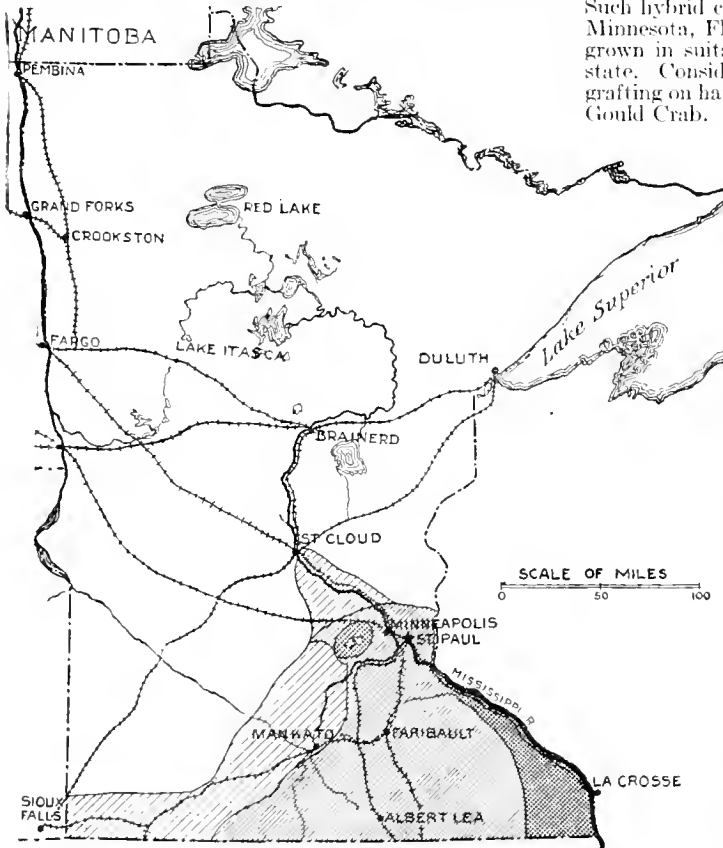 Such hybrid c
Minnesota, Fl
grown in suita
state. Consid
grafting on ha
Gould Crab.
MANITOBA
PEMBINA
GRAND FORKS
RED LAKE
CROOKSTON
Lake Superior
FARGO
LAKE ITASCA
DULUTH
BRAINERD
ST CLOUD
SCALE OF MILES
0 50 100
MINNEAPOLIS
ST PAUL
MISSISSIPPI R
MANKATO
FARIBAULT
LA CROSSE
SIOUX
FALLS
ALBERT LEA